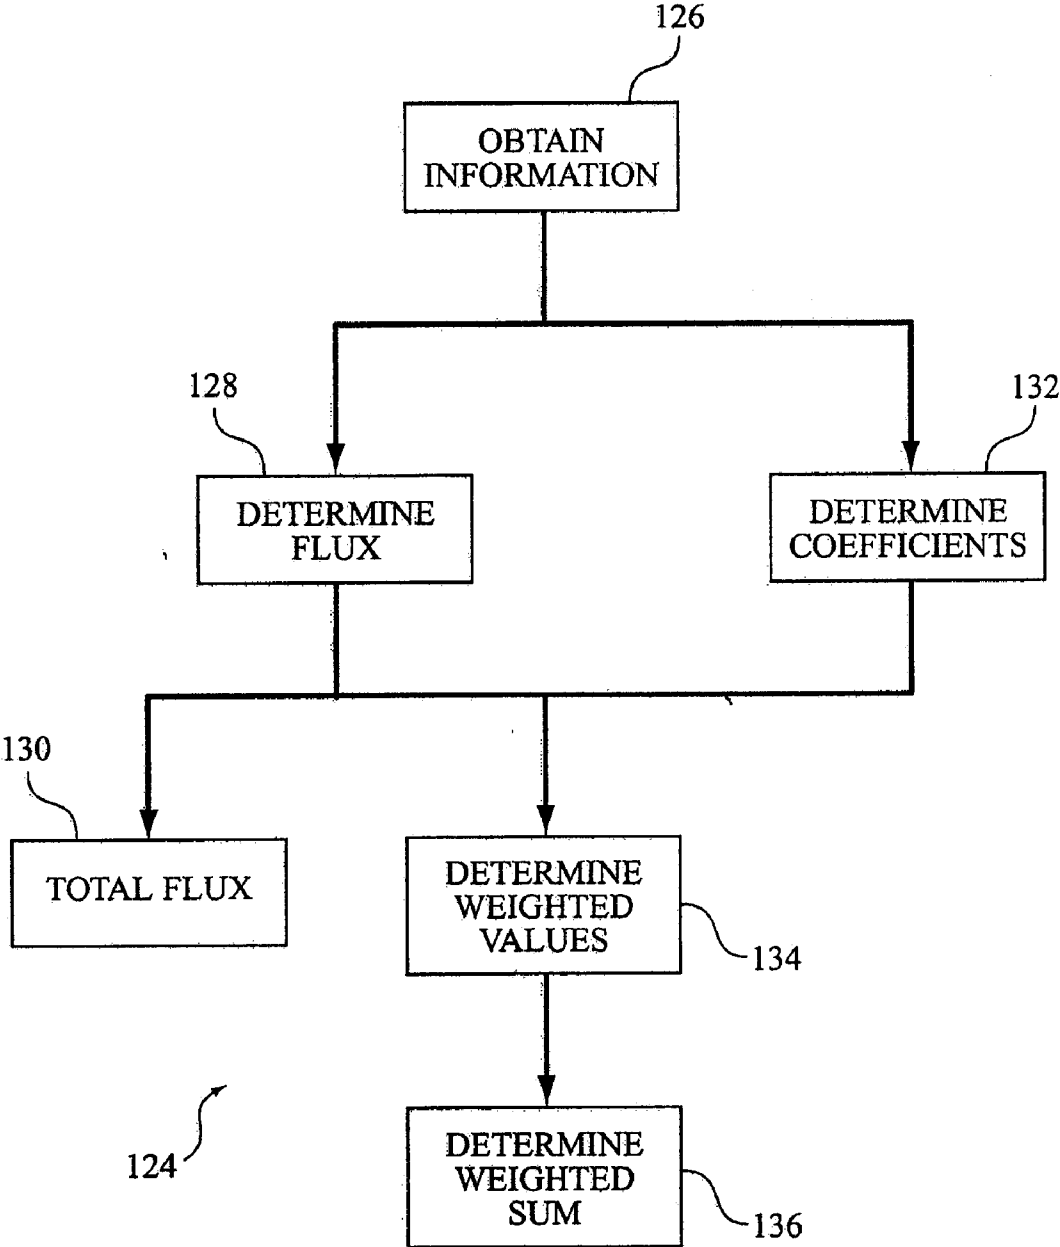 126
OBTAIN
INFORMATION
128
132
DETERMINE
FLUX
DETERMINE
COEFFICIENTS
130
TOTAL FLUX
DETERMINE
WEIGHTED
VALUES
134
124
DETERMINE
WEIGHTED
SUM
136